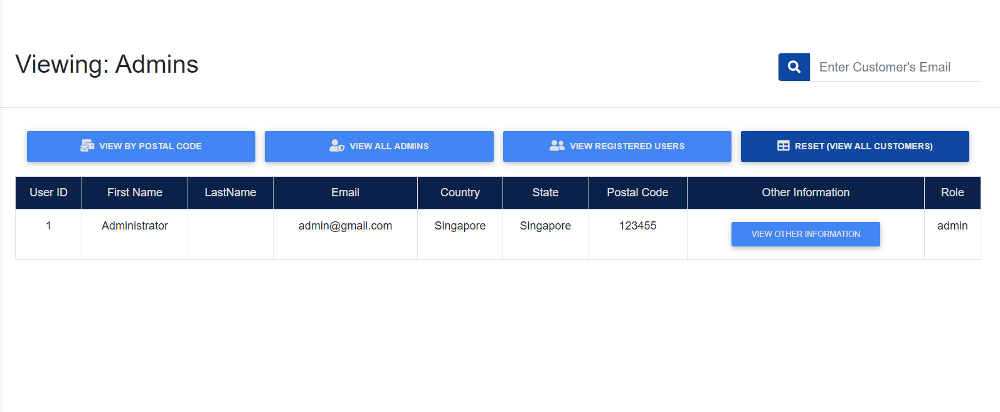 Viewing: Admins
Enter Customer's Email
VIEW BY POSTAL CODE
VIEW ALL ADMINS
VIEW REGISTERED USERS
RESET (VIEW ALL CUSTOMERS)
User ID First Name LastName Email Country State Postal Code Other Information Role
1 Administrator admin@gmail.com Singapore Singapore 123455 VIEW OTHER INFORMATION admin